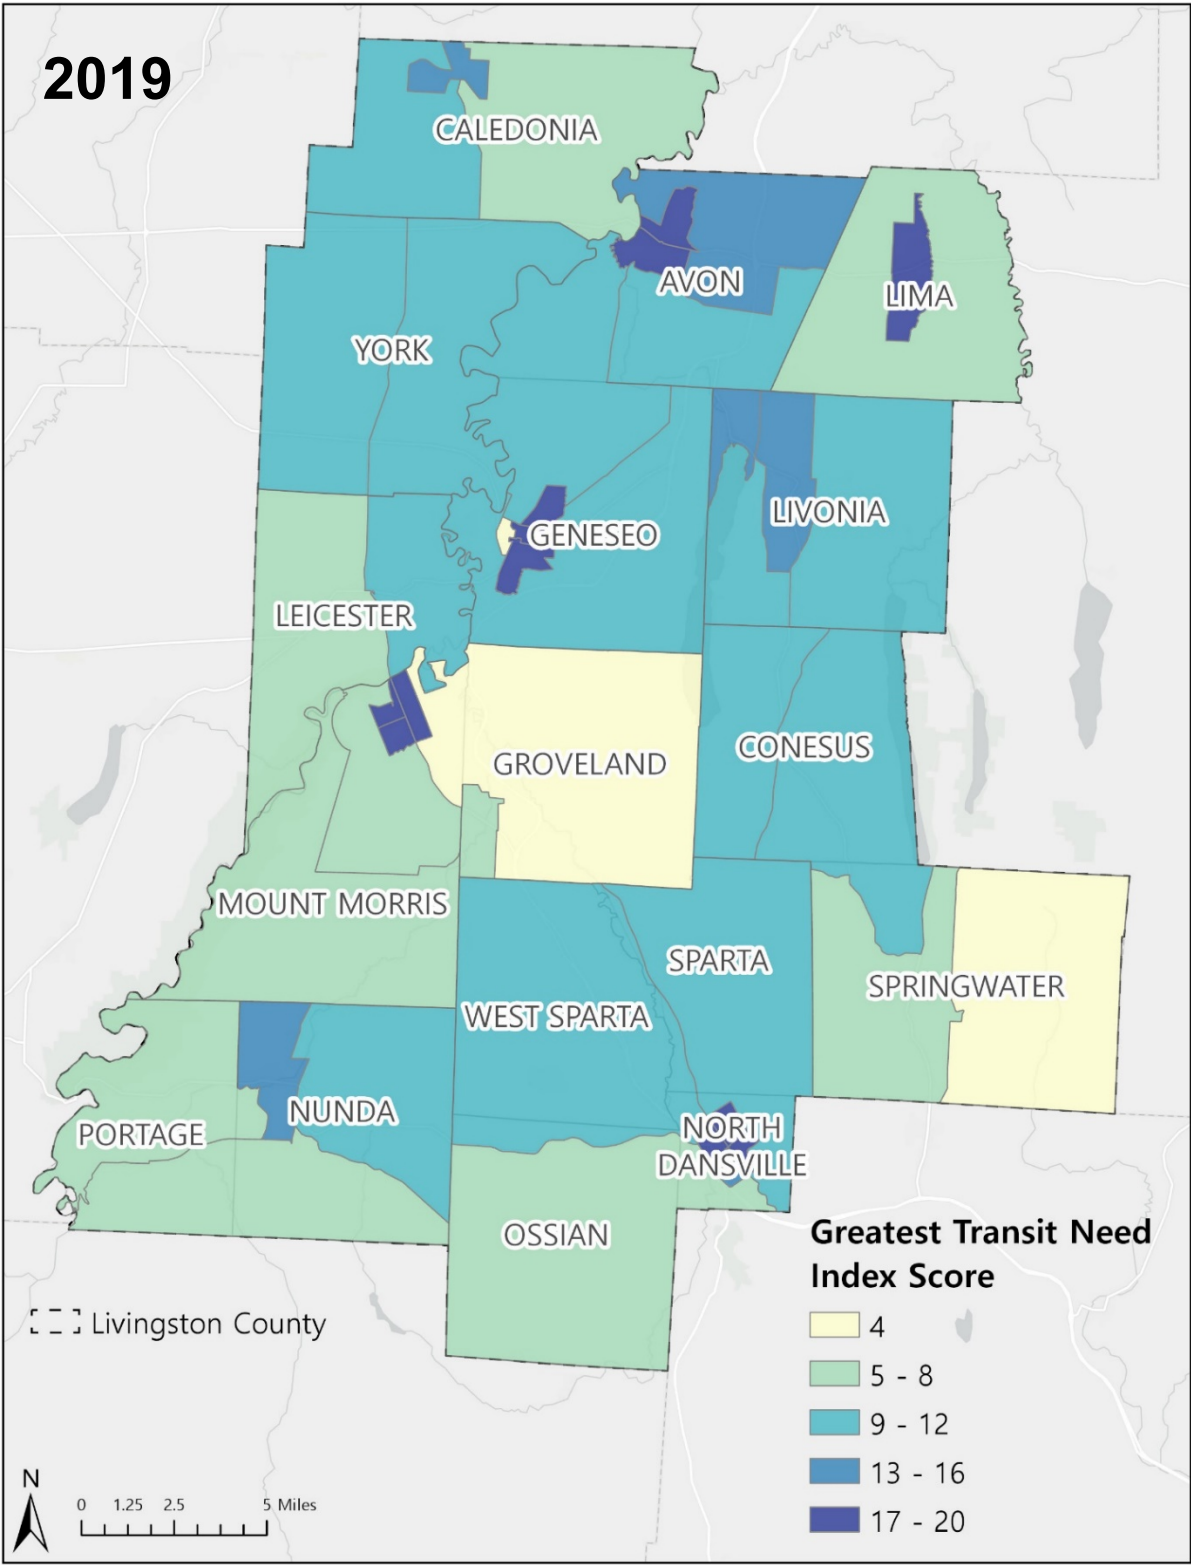 2019
CALEDONIA
AVON
LIMA
YORK
LIVONIA
GENESEO
LEICESTER
CONESUS
GROVELAND
MOUNT MORRIS
SPARTA
SPRINGWATER
WEST SPARTA
NUNDA
PORTAGE
NORTH
DANSVILLE
OSSIAN
Greatest Transit Need
Index Score
4
5 - 8
9 - 12
13 - 16
17 - 20
Livingston County
N
0 1.25 2.5 5 Miles